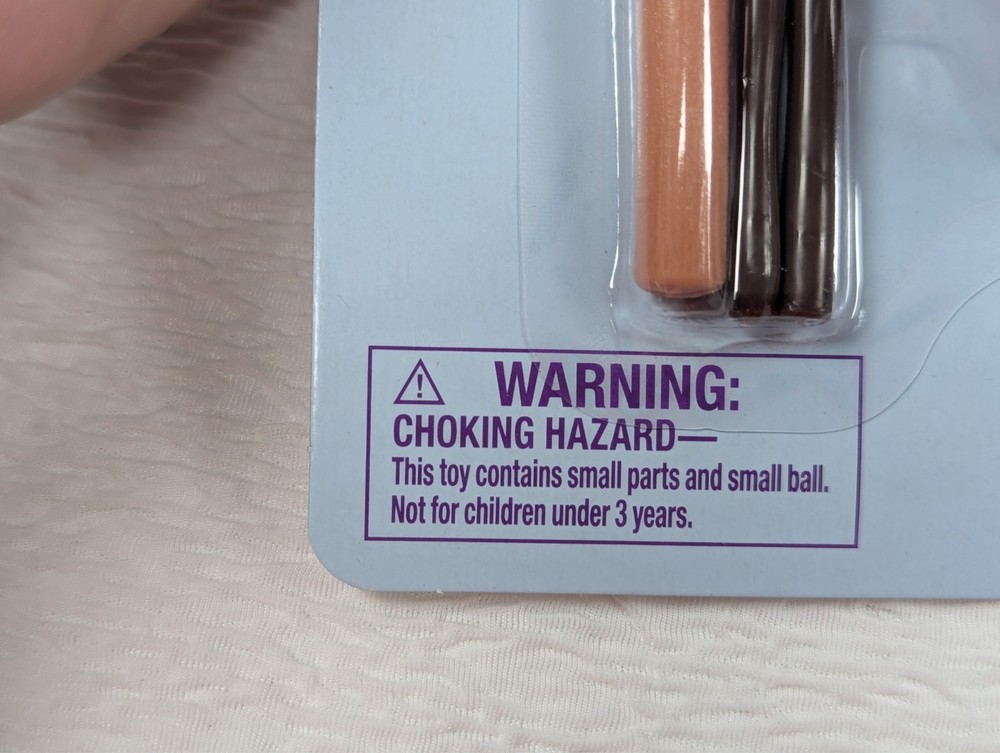 WARNING:
CHOKING HAZARD—
This toy contains small parts and small ball.
Not for children under 3 years.